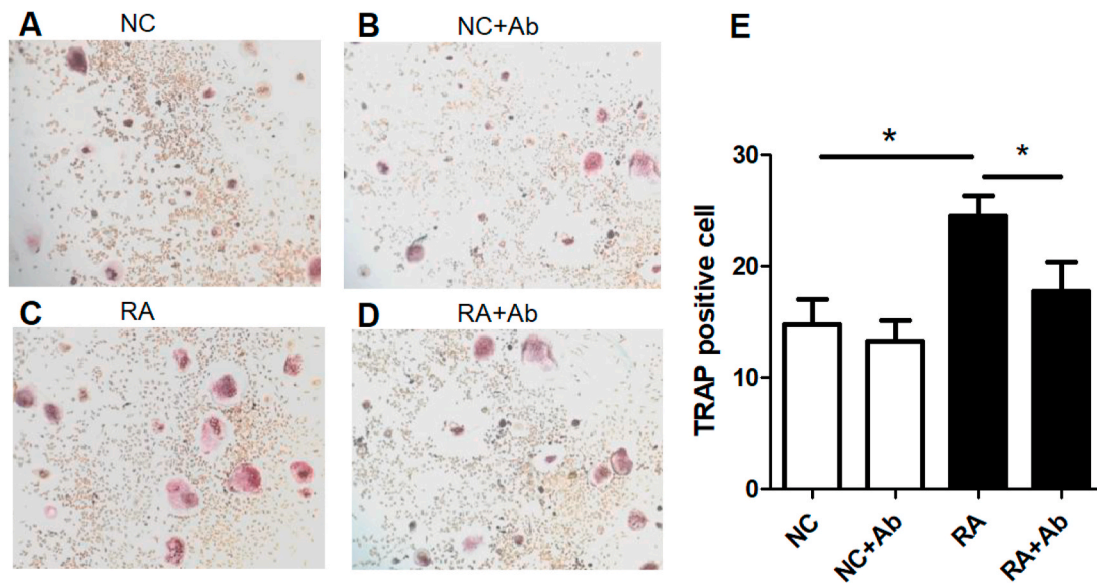 A NC
B NC+Ab
C RA
D RA+Ab
E
*
*
TRAP positive cell
30
20
10
0
NC
NC+Ab
RA
RA+Ab